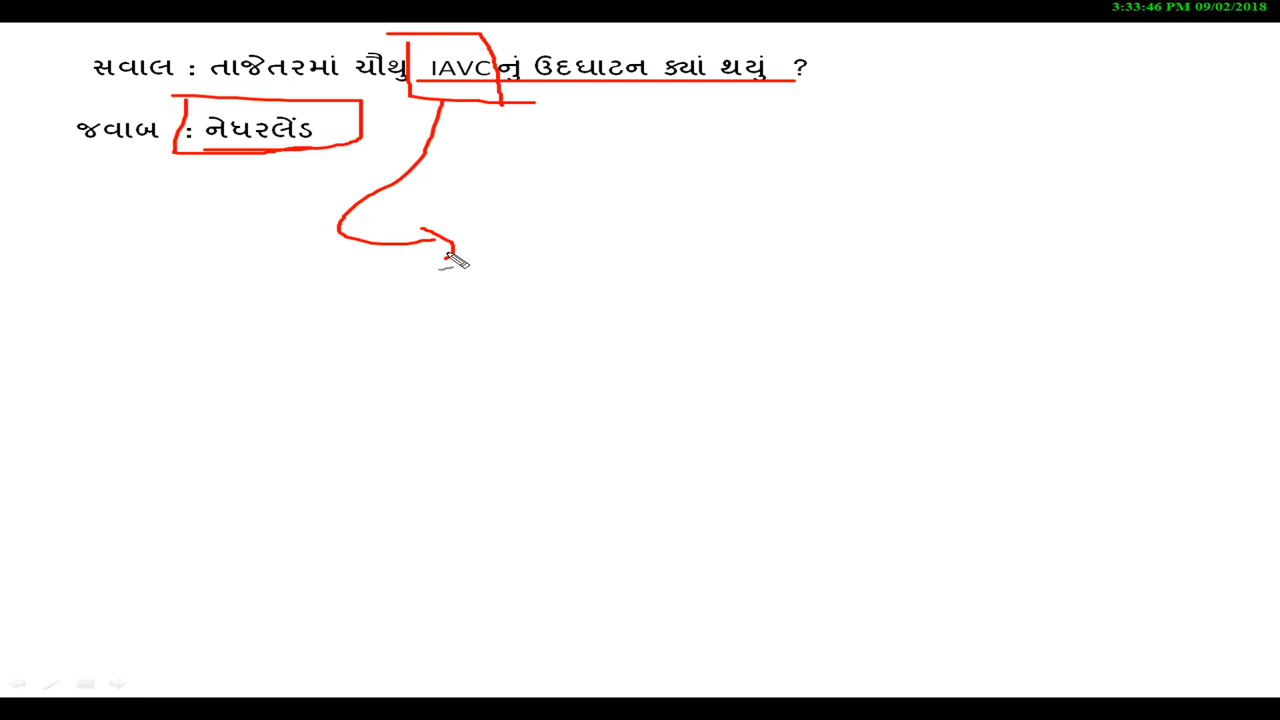 3:33:46 PM 09/02/2018
સવાલ : તાજેતરમાં ચૌથુ IAVC નું ઉદઘાટન ક્યાં થયું ?
જવાબ : નેધરલેંડ